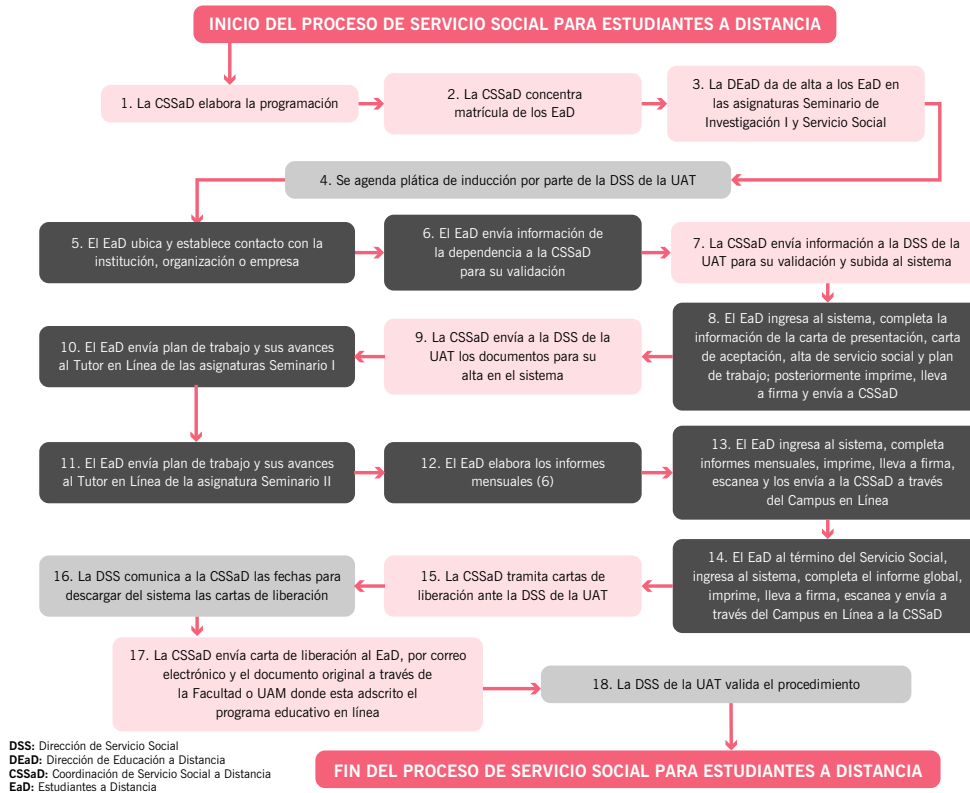 INICIO DEL PROCESO DE SERVICIO SOCIAL PARA ESTUDIANTES A DISTANCIA
1. La CSSaD elabora la programación
2. La CSSaD concentra
matrícula de los EaD
3. La DEaD da de alta a los EaD en
las asignaturas Seminario de
Investigación I y Servicio Social
4. Se agenda plática de inducción por parte de la DSS de la UAT
5. El EaD ubica y establece contacto con la
institución, organización o empresa
6. El EaD envía información de
la dependencia a la CSSaD
para su validación
7. La CSSaD envía información a la DSS de la
UAT para su validación y subida al sistema
8. El EaD ingresa al sistema, completa la
información de la carta de presentación, carta
de aceptación, alta de servicio social y plan
de trabajo; posteriormente imprime, lleva
a firma y envía a CSSaD
9. La CSSaD envía a la DSS de la
UAT los documentos para su
alta en el sistema
10. El EaD envía plan de trabajo y sus avances
al Tutor en Línea de las asignaturas Seminario I
11. El EaD envía plan de trabajo y sus avances
al Tutor en Línea de la asignatura Seminario II
12. El EaD elabora los informes
mensuales (6)
13. El EaD ingresa al sistema, completa
informes mensuales, imprime, lleva a firma,
escanea y los envía a la CSSaD a través
del Campus en Línea
14. El EaD al término del Servicio Social,
ingresa al sistema, completa el informe global,
imprime, lleva a firma, escanea y envía a
través del Campus en Línea a la CSSaD
15. La CSSaD tramita cartas de
liberación ante la DSS de la UAT
16. La DSS comunica a la CSSaD las fechas para
descargar del sistema las cartas de liberación
17. La CSSaD envía carta de liberación al EaD, por correo
electrónico y el documento original a través de
la Facultad o UAM donde esta adscrito el
programa educativo en línea
18. La DSS de la UAT valida el procedimiento
FIN DEL PROCESO DE SERVICIO SOCIAL PARA ESTUDIANTES A DISTANCIA
DSS: Dirección de Servicio Social
DEaD: Dirección de Educación a Distancia
CSSaD: Coordinación de Servicio Social a Distancia
EaD: Estudiantes a Distancia